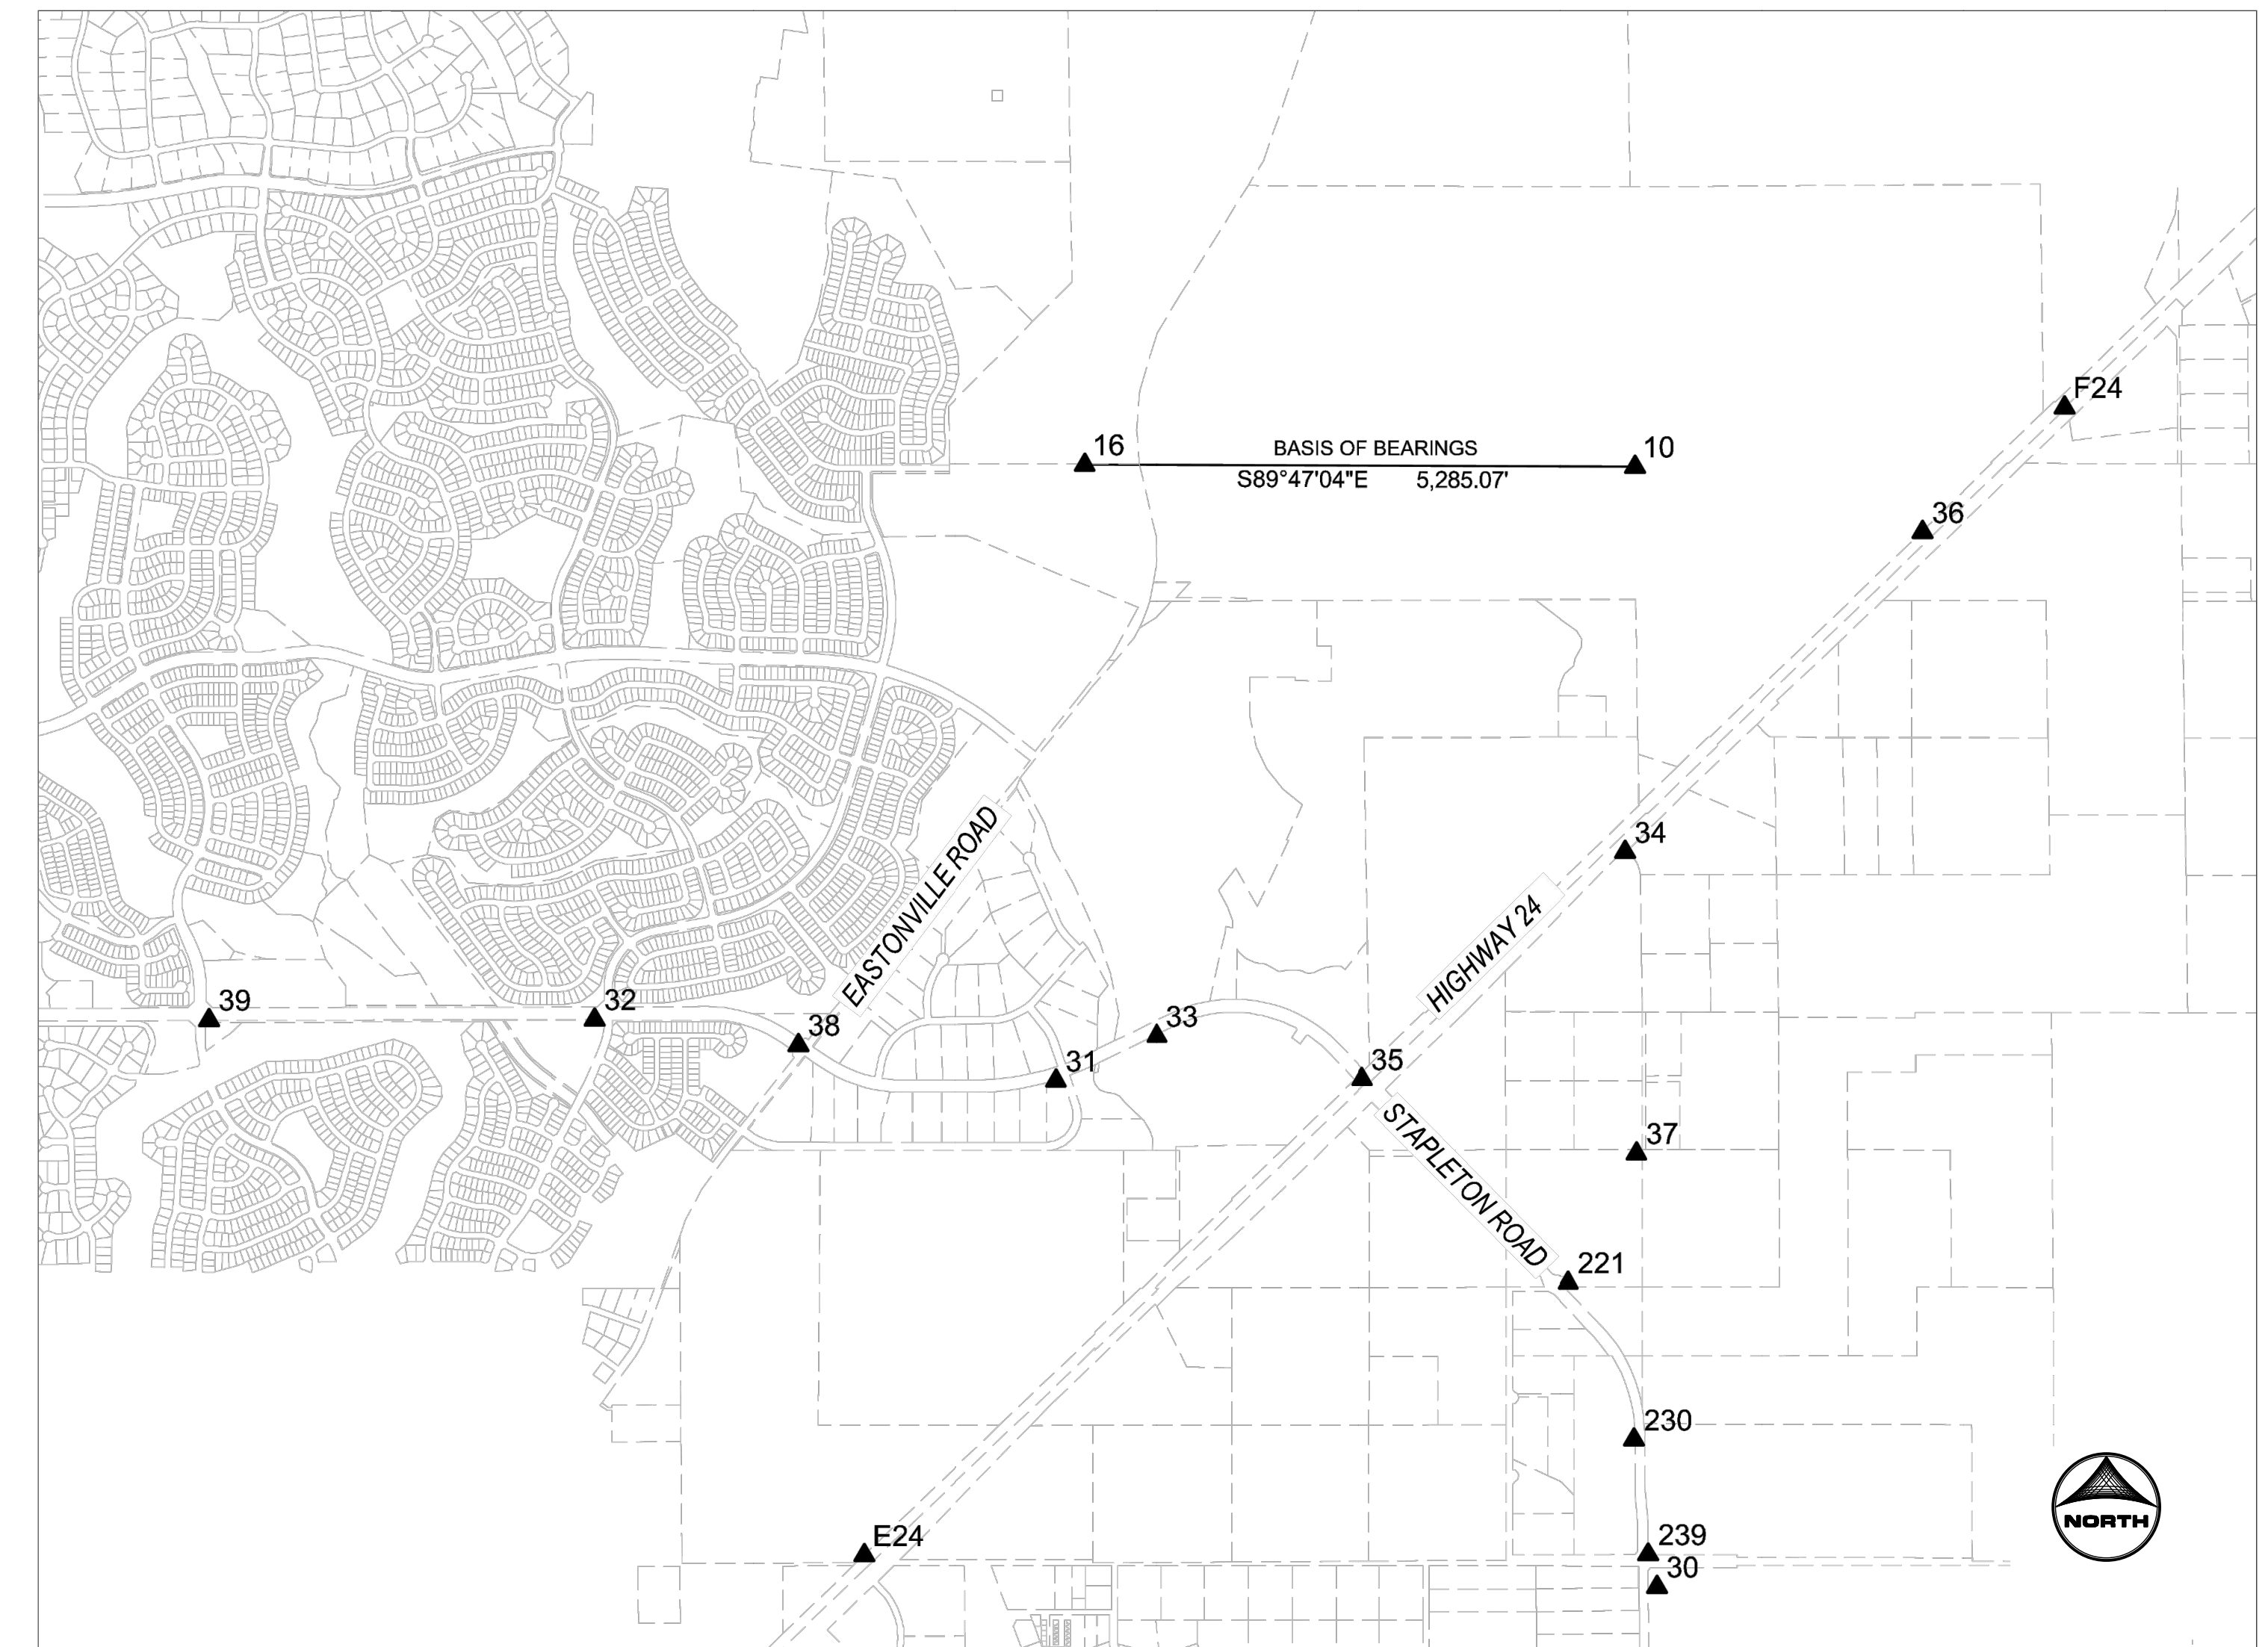 F24
16
BASIS OF BEARINGS
10
S89°47'04"E 5,285.07'
36
EASTONVILLE ROAD
34
HIGHWAY 24
39
32
38
33
31
35
STAPLETON ROAD
37
221
230
NORTH
E24
239
30